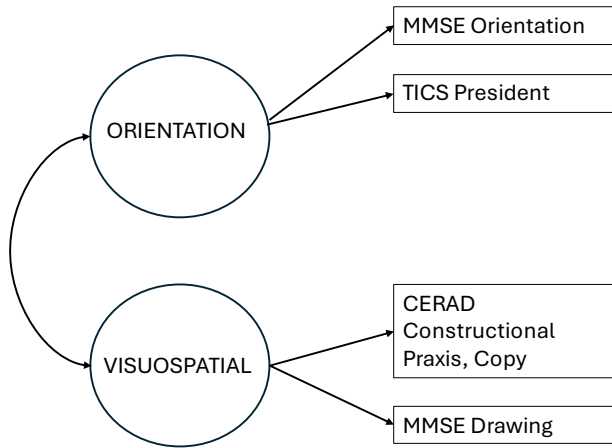 MMSE Orientation
TICS President
ORIENTATION
CERAD
Constructional
Praxis, Copy
VISUOSPATIAL
MMSE Drawing